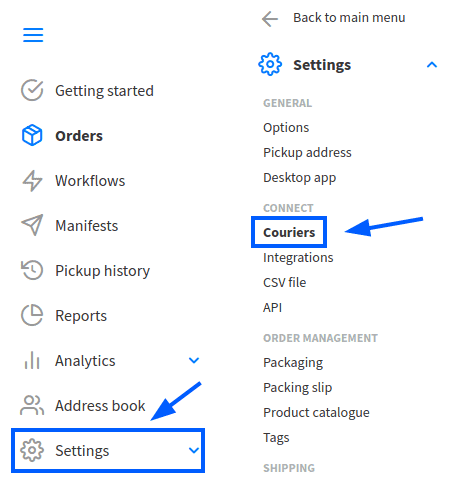 Getting started
Orders
Workflows
Manifests
Pickup history
Reports
Analytics
Address book
Settings
Back to main menu
Settings
GENERAL
Options
Pickup address
Desktop app
CONNECT
Couriers
Integrations
CSV file
API
ORDER MANAGEMENT
Packaging
Packing slip
Product catalogue
Tags
SHIPPING